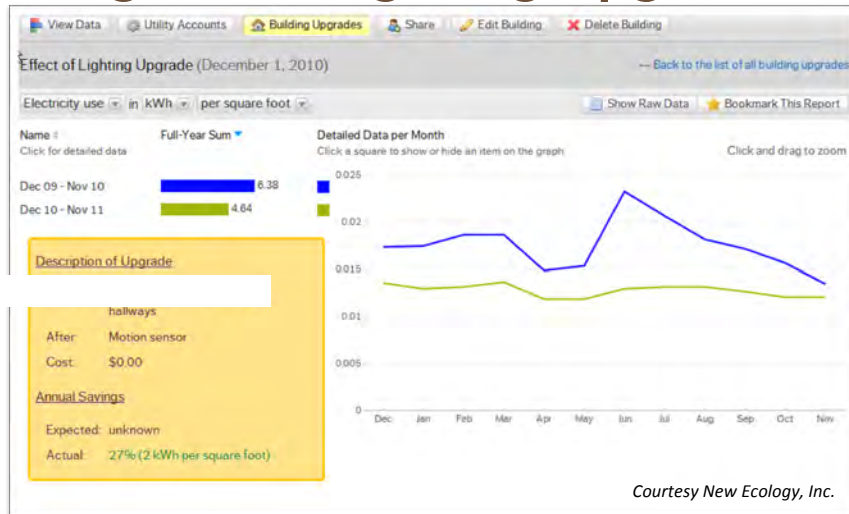 View Data Utility Accounts Building Upgrades Share Edit Building Delete Building
Effect of Lighting Upgrade (December 1, 2010) — Back to the list of all building upgrades
Electricity use in kWh per square foot Show Raw Data Bookmark This Report
Name Full-Year Sum Detailed Data per Month
Click for detailed data Click a square to show or hide an item on the graph Click and drag to zoom
Dec 09 - Nov 10 6.38
Dec 10 - Nov 11 4.64
0.025
0.02
0.015
0.01
0.005
0
Dec Jan Feb Mar Apr May Jun Jul Aug Sep Oct Nov
Description of Upgrade
hallways
After: Motion sensor
Cost: $0.00
Annual Savings
Expected: unknown
Actual: 27% (2 kWh per square foot)
Courtesy New Ecology, Inc.